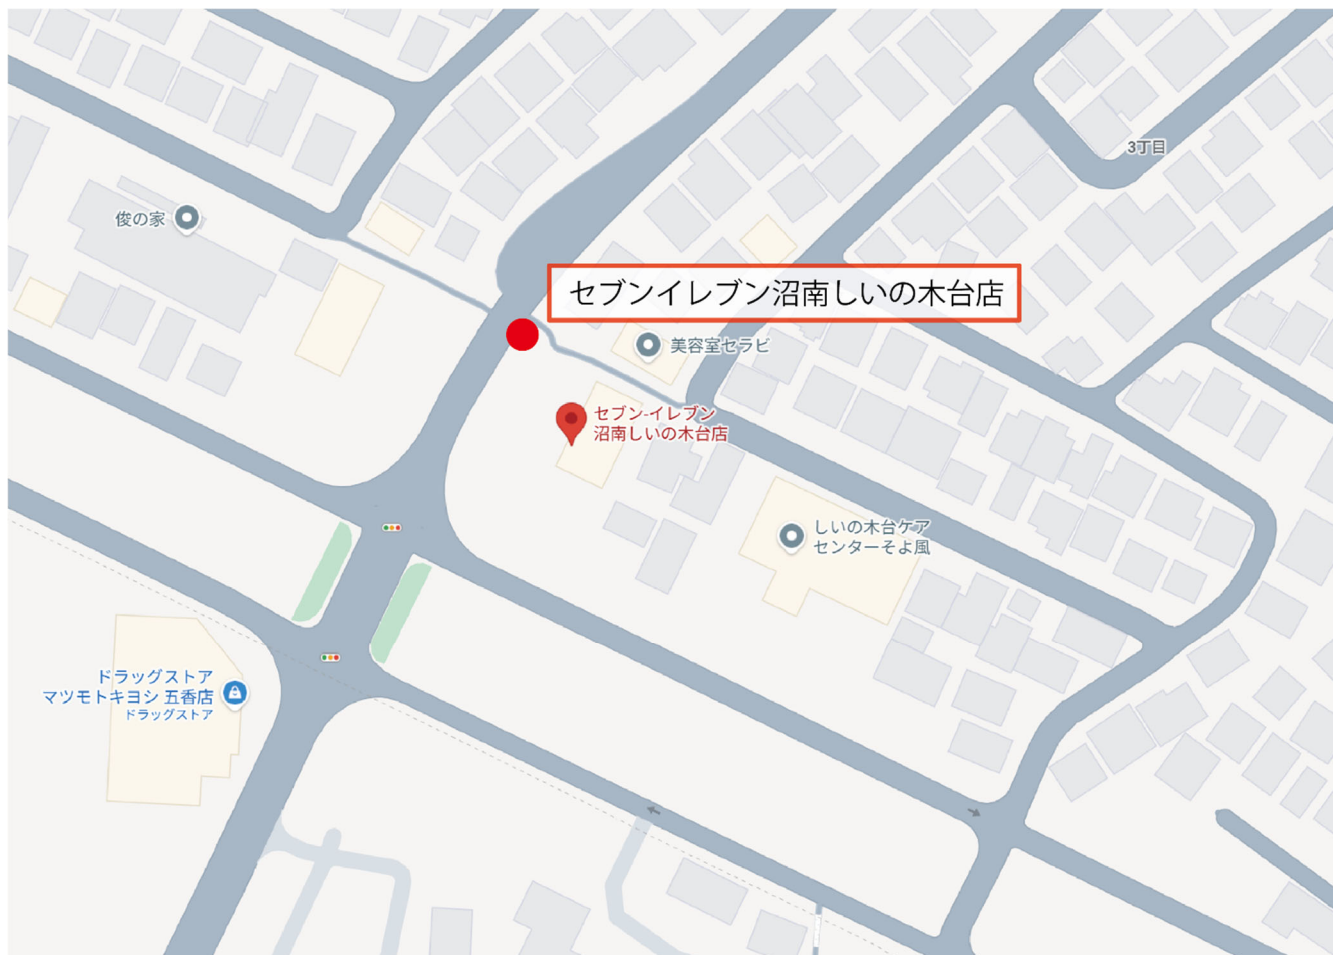 3丁目
俊の家
セブンイレブン沼南しいの木台店
美容室セラビ
セブン-イレブン
沼南しいの木台店
しいの木台ケア
センターそよ風
ドラッグストア
マツモトキヨシ 五香店
ドラッグストア